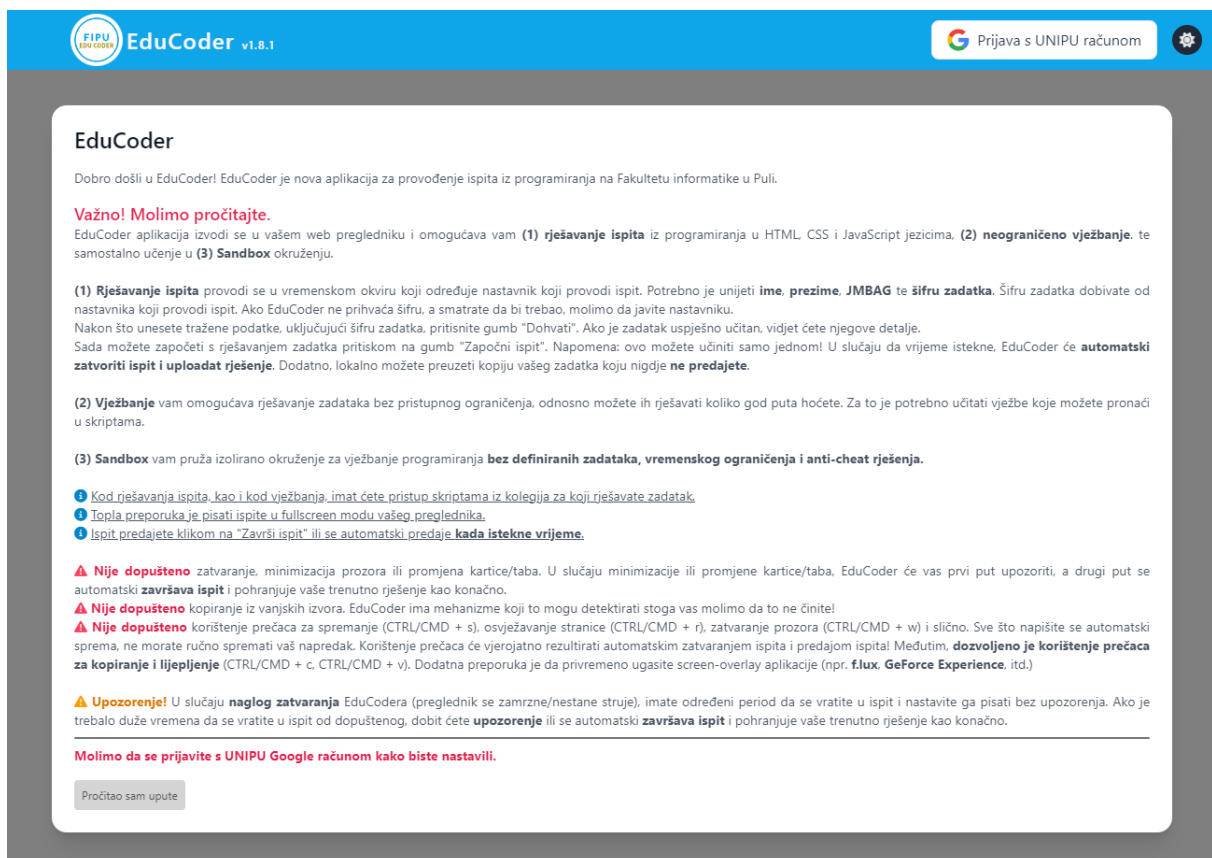 FIPU
EDU CODER
EduCoder v1.8.1
Prijava s UNIPU računom
EduCoder
Dobro došli u EduCoder! EduCoder je nova aplikacija za provođenje ispita iz programiranja na Fakultetu informatike u Puli.
Važno! Molimo pročitajte.
EduCoder aplikacija izvodi se u vašem web pregledniku i omogućava vam (1) rješavanje ispita iz programiranja u HTML, CSS i JavaScript jezicima, (2) neograničeno vježbanje. te
samostalno učenje u (3) Sandbox okruženju.
(1) Rješavanje ispita provodi se u vremenskom okviru koji određuje nastavnik koji provodi ispit. Potrebno je unijeti ime, prezime, JMBAG te šifru zadatka. Šifru zadatka dobivate od
nastavnika koji provodi ispit. Ako EduCoder ne prihvaća šifru, a smatrate da bi trebao, molimo da javite nastavniku.
Nakon što unesete tražene podatke, uključujući šifru zadatka, pritisnite gumb "Dohvati". Ako je zadatak uspješno učitan, vidjet ćete njegove detalje.
Sada možete započeti s rješavanjem zadatka pritiskom na gumb "Započni ispit". Napomena: ovo možete učiniti samo jednom! U slučaju da vrijeme istekne, EduCoder će automatski
zatvoriti ispit i uploadat rješenje. Dodatno, lokalno možete preuzeti kopiju vašeg zadatka koju nigdje ne predajete.
(2) Vježbanje vam omogućava rješavanje zadataka bez pristupnog ograničenja, odnosno možete ih rješavati koliko god puta hoćete. Za to je potrebno učitati vježbe koje možete pronaći
u skriptama.
(3) Sandbox vam pruža izolirano okruženje za vježbanje programiranja bez definiranih zadataka, vremenskog ograničenja i anti-cheat rješenja.
Kod rješavanja ispita, kao i kod vježbanja, imat ćete pristup skriptama iz kolegija za koji rješavate zadatak.
Topla preporuka je pisati ispite u fullscreen modu vašeg preglednika.
Ispit predajete klikom na "Završi ispit" ili se automatski predaje kada istekne vrijeme.
Nije dopušteno zatvaranje, minimizacija prozora ili promjena kartice/taba. U slučaju minimizacije ili promjene kartice/taba, EduCoder će vas prvi put upozoriti, a drugi put se
automatski završava ispit i pohranjuje vaše trenutno rješenje kao konačno.
Nije dopušteno kopiranje iz vanjskih izvora. EduCoder ima mehanizme koji to mogu detektirati stoga vas molimo da to ne činite!
Nije dopušteno korištenje prečaca za spremanje (CTRL/CMD + s), osvježavanje stranice (CTRL/CMD + r), zatvaranje prozora (CTRL/CMD + w) i slično. Sve što napišite se automatski
sprema, ne morate ručno spremati vaš napredak. Korištenje prečaca će vjerojatno rezultirati automatskim zatvaranjem ispita i predajom ispita! Međutim, dozvoljeno je korištenje prečaca
za kopiranje i lijepljenje (CTRL/CMD + c, CTRL/CMD + v). Dodatna preporuka je da privremeno ugasite screen-overlay aplikacije (npr. f.lux, GeForce Experience, itd.)
Upozorenje! U slučaju naglog zatvaranja EduCodera (preglednik se zamrzne/nestane struje), imate određeni period da se vratite u ispit i nastavite ga pisati bez upozorenja. Ako je
trebalo duže vremena da se vratite u ispit od dopuštenog, dobit ćete upozorenje ili se automatski završava ispit i pohranjuje vaše trenutno rješenje kao konačno.
Molimo da se prijavite s UNIPU Google računom kako biste nastavili.
Pročitao sam upute